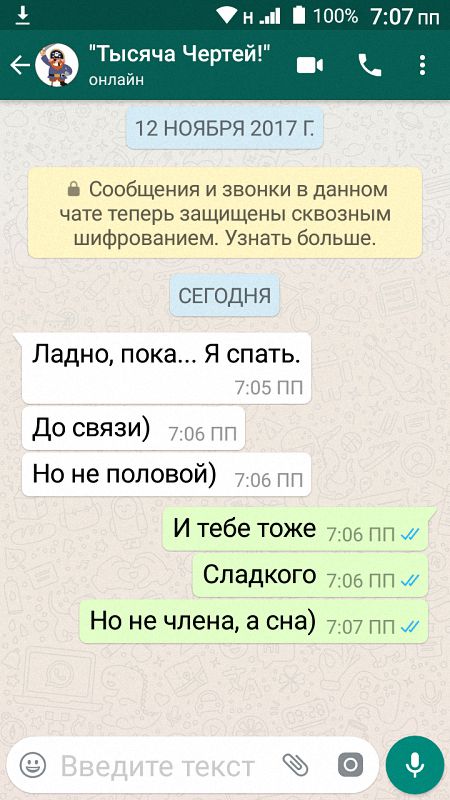 H 100% 7:07 пп
"Тысяча Чертей!"
онлайн
12 НОЯБРЯ 2017 Г.
Сообщения и звонки в данном
чате теперь защищены сквозным
шифрованием. Узнать больше.
СЕГОДНЯ
Ладно, пока... Я спать.
7:05 ПП
До связи) 7:06 ПП
Но не половой) 7:06 ПП
И тебе тоже 7:06 ПП
Сладкого 7:06 ПП
Но не члена, а сна) 7:07 ПП
Введите текст